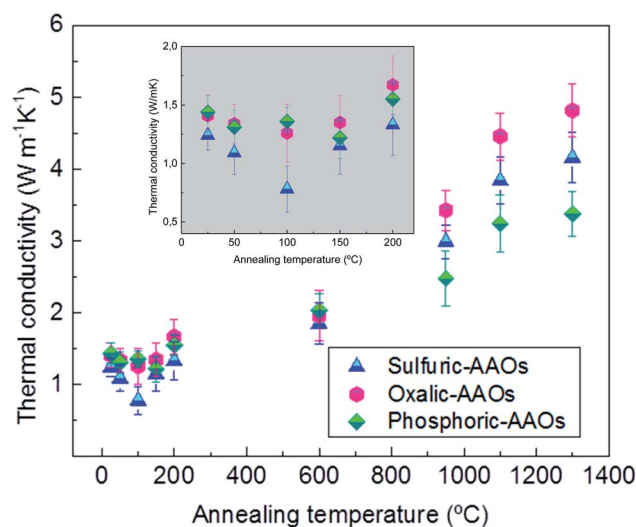 Thermal conductivity (W m⁻¹K⁻¹)
5
4
3
2
1
0 200 400 600 800 1000 1200 1400
Annealing temperature (ºC)
Thermal conductivity (W/mK)
2,0
1,5
1,0
0,5
0 50 100 150 200
Annealing temperature (ºC)
Sulfuric-AAOs
Oxalic-AAOs
Phosphoric-AAOs